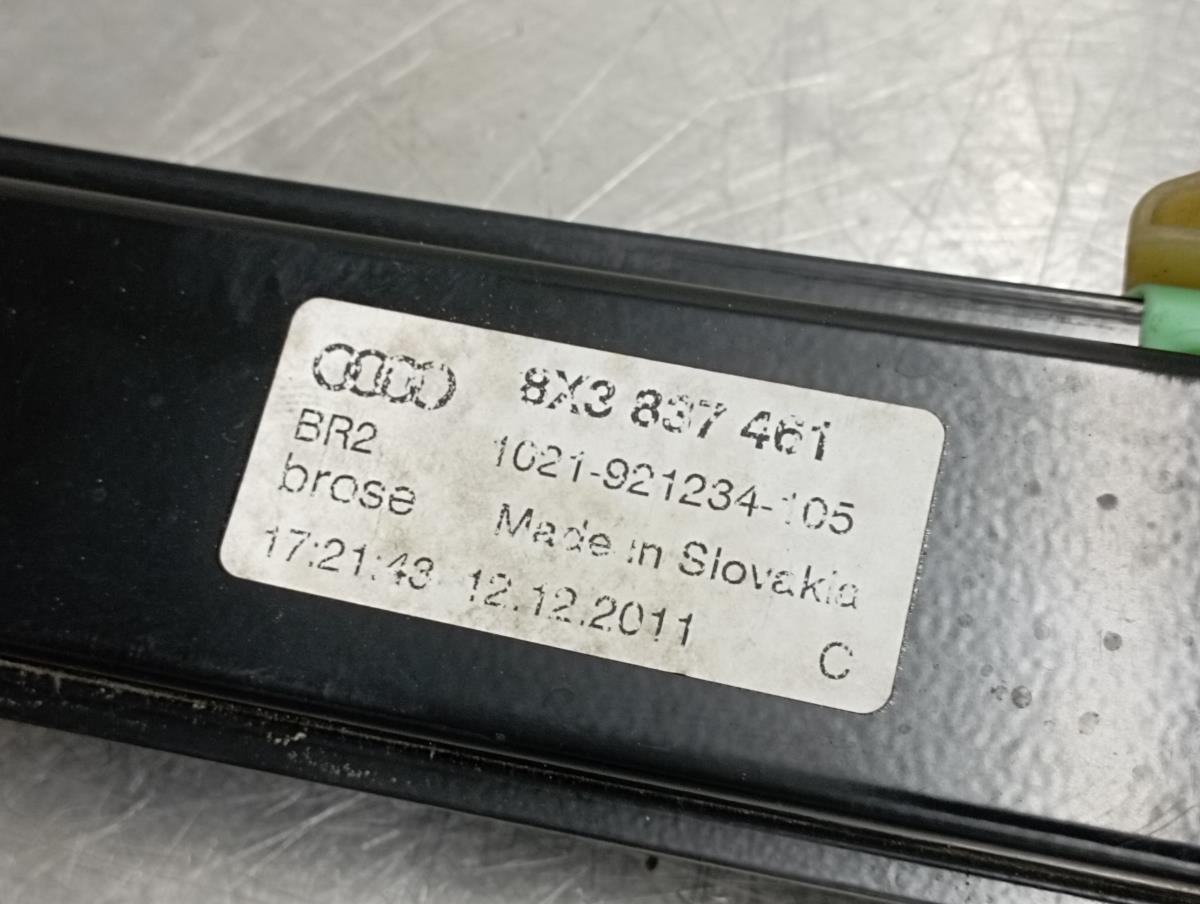 8X3 837 461
BR2 1021-921234-105
brose Made in Slovakia
17:21:43 12.12.2011 C